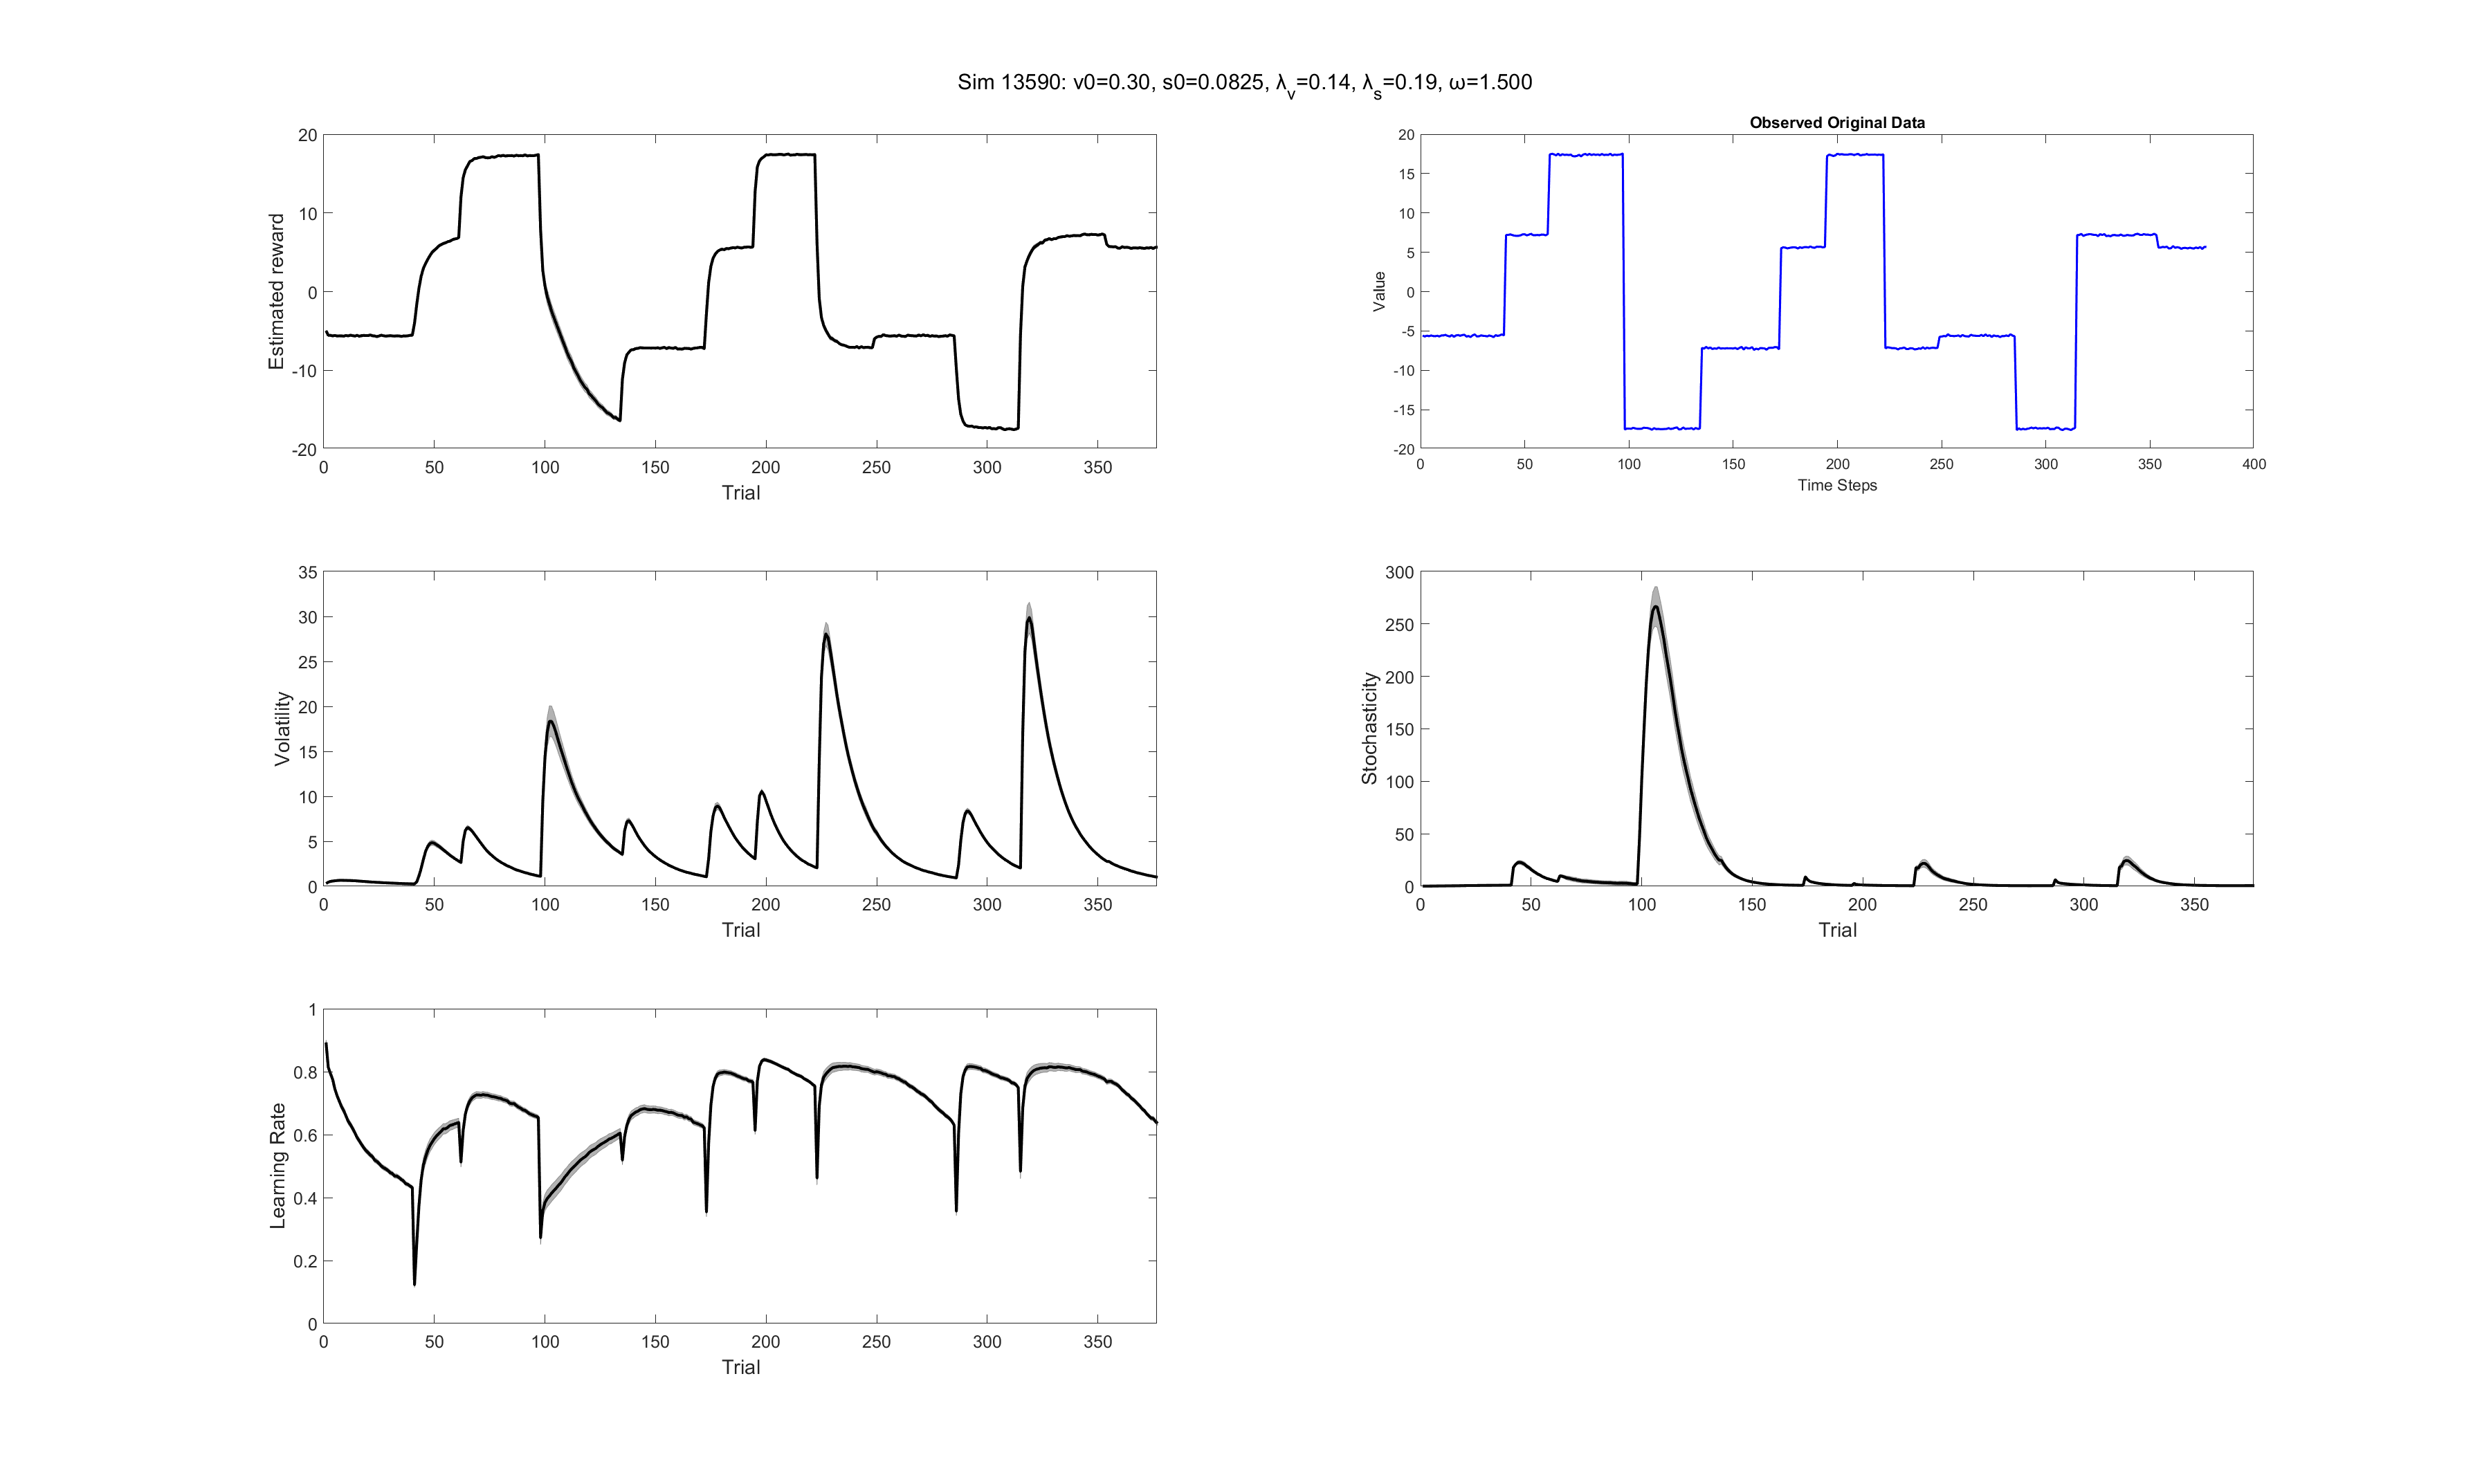 Sim 13590: v0=0.30, s0=0.0825, λv=0.14, λs=0.19, ω=1.500
Estimated reward
20
10
0
-10
-20
0 50 100 150 200 250 300 350
Trial
Observed Original Data
Value
20
15
10
5
0
-5
-10
-15
-20
0 50 100 150 200 250 300 350 400
Time Steps
Volatility
35
30
25
20
15
10
5
0
0 50 100 150 200 250 300 350
Trial
Stochasticity
300
250
200
150
100
50
0
0 50 100 150 200 250 300 350
Trial
Learning Rate
1
0.8
0.6
0.4
0.2
0
0 50 100 150 200 250 300 350
Trial